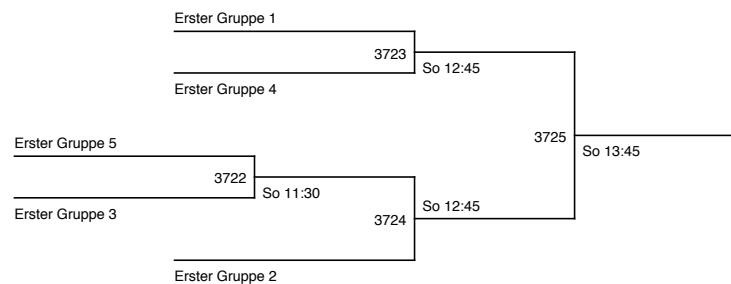 Erster Gruppe 1
3723
So 12:45
Erster Gruppe 4
3725
So 13:45
Erster Gruppe 5
3722
So 11:30
Erster Gruppe 3
So 12:45
3724
Erster Gruppe 2